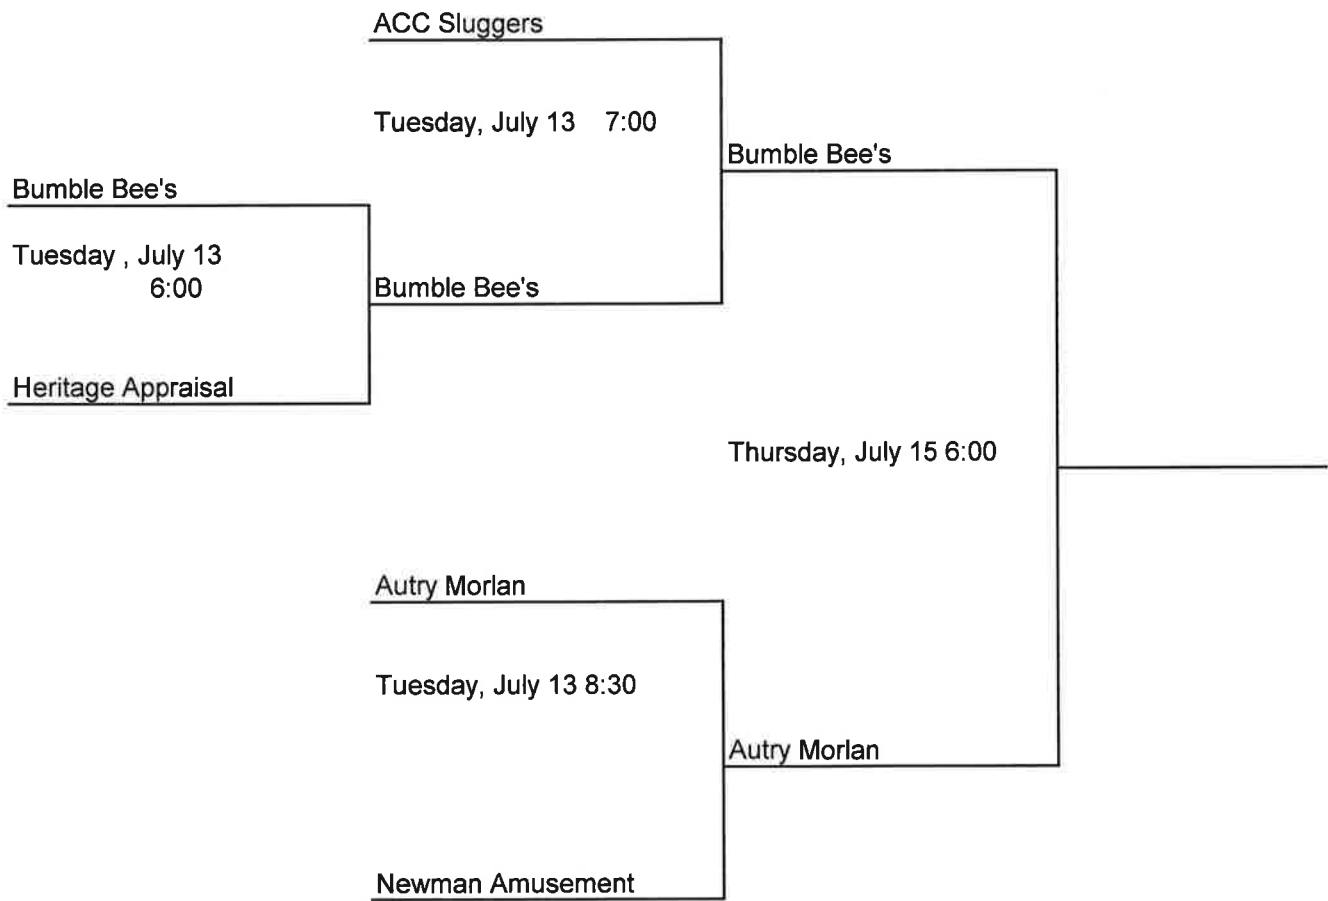 ACC Sluggers
Tuesday, July 13 7:00
Bumble Bee's
Bumble Bee's
Tuesday , July 13
6:00
Bumble Bee's
Heritage Appraisal
Thursday, July 15 6:00
Autry Morlan
Tuesday, July 13 8:30
Autry Morlan
Newman Amusement